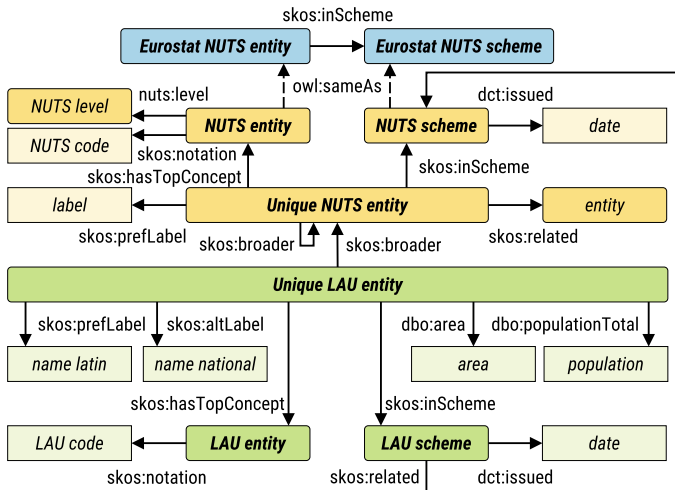 skos:inScheme
Eurostat NUTS entity
Eurostat NUTS scheme
owl:sameAs
nuts:level
dct:issued
NUTS level
NUTS entity
NUTS scheme
date
NUTS code
skos:notation
skos:hasTopConcept
skos:inScheme
label
Unique NUTS entity
entity
skos:prefLabel
skos:broader
skos:broader
skos:related
Unique LAU entity
skos:prefLabel
skos:altLabel
dbo:area
dbo:populationTotal
name latin
name national
area
population
skos:hasTopConcept
skos:inScheme
LAU code
LAU entity
LAU scheme
date
skos:notation
skos:related
dct:issued